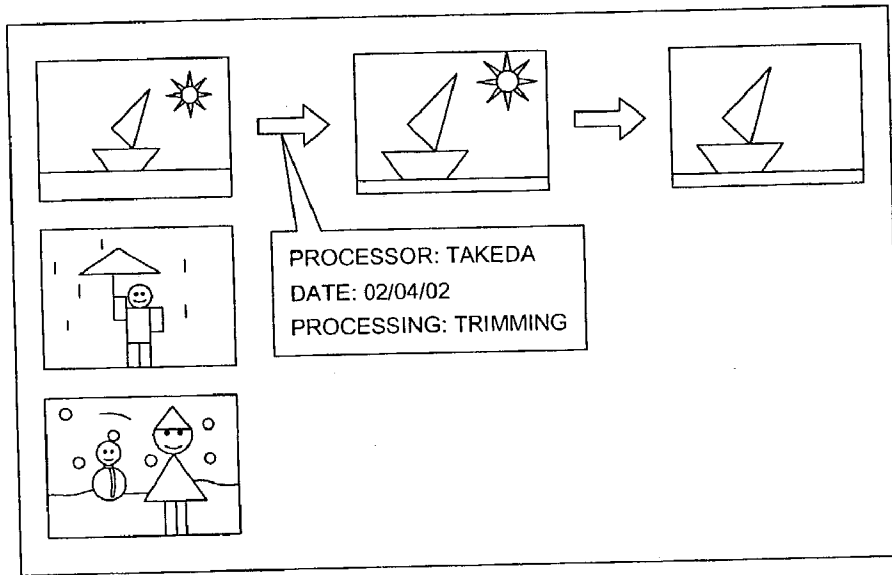 PROCESSOR: TAKEDA
DATE: 02/04/02
PROCESSING: TRIMMING